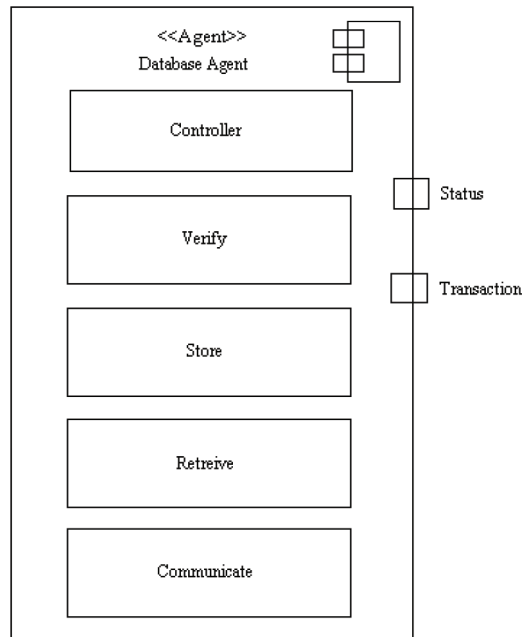 <<Agent>>
Database Agent
Controller
Status
Verify
Transaction
Store
Retreive
Communicate